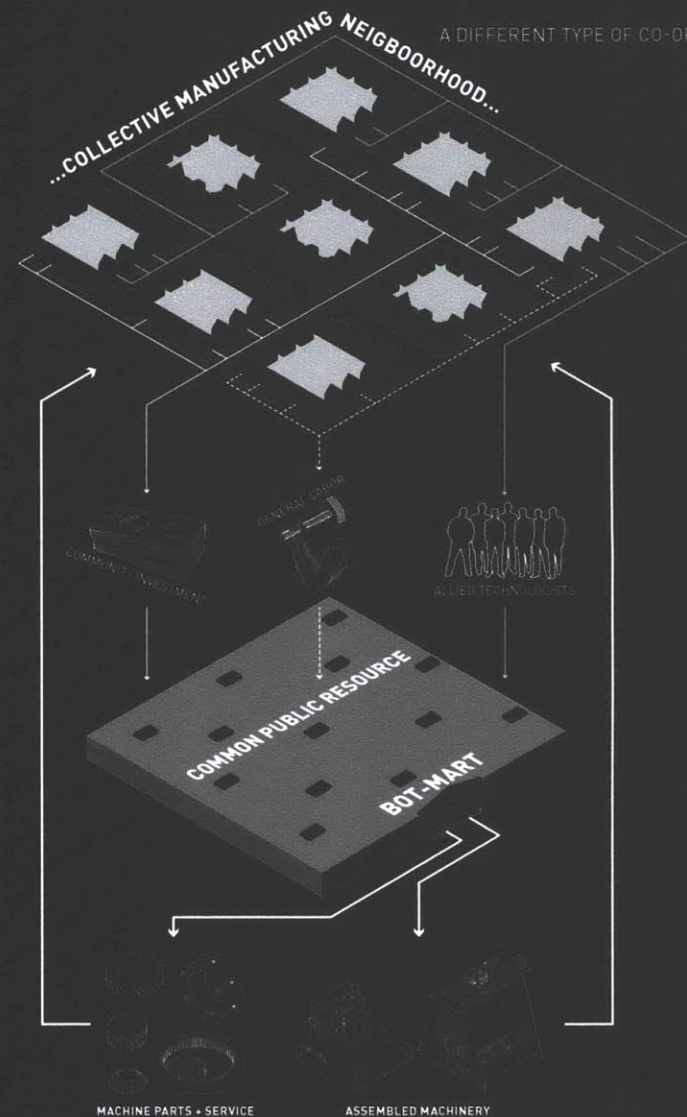 A DIFFERENT TYPE OF CO-OP
...COLLECTIVE MANUFACTURING NEIGBOORHOOD...
COMMUNITY INVESTMENT
GENERAL LABOR
ALLIED TECHNOLOGISTS
COMMON PUBLIC RESOURCE
BOT-MART
MACHINE PARTS + SERVICE
ASSEMBLED MACHINERY